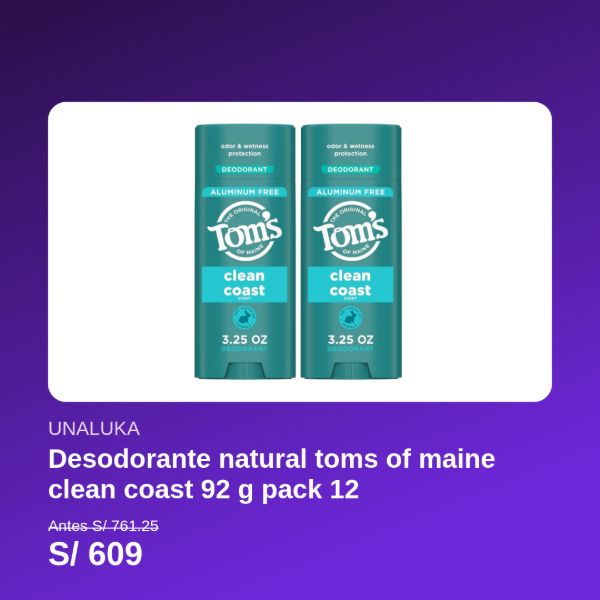 odor & wetness
protection
DEODORANT
ALUMINUM FREE
THE ORIGINAL
Tom's
OF MAINE
clean
coast
SCENT
3.25 OZ
DEODORANT
odor & wetness
protection
DEODORANT
ALUMINUM FREE
THE ORIGINAL
Tom's
OF MAINE
clean
coast
SCENT
3.25 OZ
DEODORANT
UNALUKA
Desodorante natural toms of maine
clean coast 92 g pack 12
Antes S/ 761.25
S/ 609